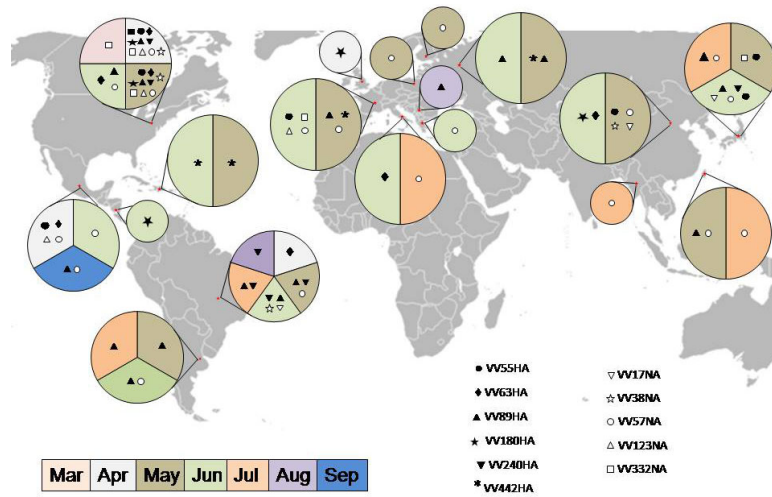 VV55HA
VV63HA
VV89HA
VV180HA
VV240HA
VV442HA
VV17NA
VV38NA
VV57NA
VV123NA
VV332NA
Mar Apr May Jun Jul Aug Sep